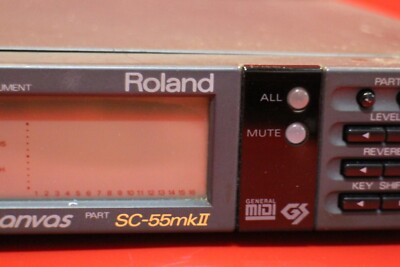 UMENT
Roland
ALL
MUTE
PART
LEVEL
REVERB
KEY SHIF
1 2 3 4 5 6 7 8 9 10 11 12 13 14 15 16
anvas PART SC-55mkII
GENERAL
MIDI GS